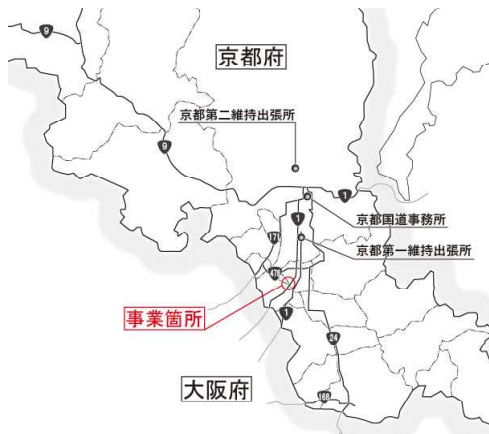 9
京都府
京都第二維持出張所
9
1
1
京都国道事務所
171
京都第一維持出張所
478
事業箇所
1
24
大阪府
168